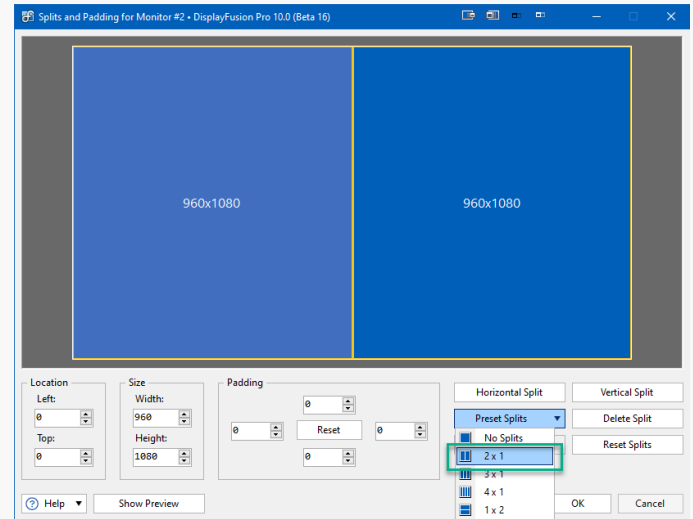 Splits and Padding for Monitor #2 • DisplayFusion Pro 10.0 (Beta 16)
960x1080
960x1080
Location
Left:
0
Top:
0
Size
Width:
960
Height:
1080
Padding
0
0
Reset
0
0
Horizontal Split
Vertical Split
Preset Splits
Delete Split
No Splits
Reset Splits
2 x 1
3 x 1
4 x 1
1 x 2
Help
Show Preview
OK
Cancel